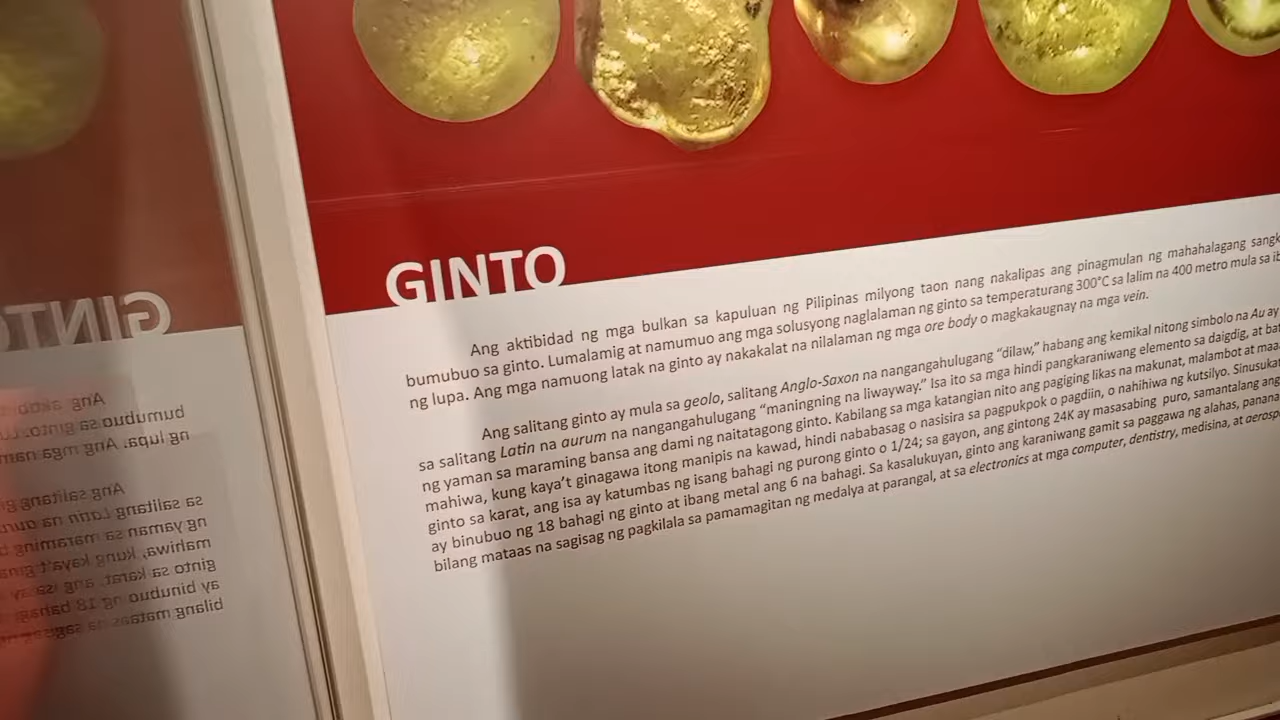 GINTO
Ang aktibidad ng mga bulkan sa kapuluan ng Pilipinas milyong taon nang nakalipas ang pinagmulan ng mahahalagang
bumubuo sa ginto. Lumalamig at namumuo ang mga solusyong naglalaman ng ginto sa temperaturang 300°C sa lalim na 400 metro mula sa
ng lupa. Ang mga namuong latak na ginto ay nakakalat na nilalaman ng mga ore body o magkakaugnay na mga vein.
Ang salitang ginto ay mula sa geolo, salitang Anglo-Saxon na nangangahulugang “dilaw,” habang ang kemikal nitong simbolo na Au ay
sa salitang Latin na aurum na nangangahulugang “maningning na liwayway.” Isa ito sa mga hindi pangkaraniwang elemento sa daigdig, at
ng yaman sa maraming bansa ang dami ng naitatagong ginto. Kabilang sa mga katangian nito ang pagiging likas na makunat, malambot at
mahiwa, kung kaya’t ginagawa itong manipis na kawad, hindi nababasag o nasisira sa pagpukpok o pagdiin, o nahihiwa ng kutsilyo.
ginto sa karat, ang isa ay katumbas ng isang bahagi ng purong ginto o 1/24; sa gayon, ang gintong 24K ay masasabing puro, samantalang ang
ay binubuo ng 18 bahagi ng ginto at ibang metal ang 6 na bahagi. Sa kasalukuyan, ginto ang karaniwang gamit sa paggawa ng alahas,
bilang mataas na sagisag ng pagkilala sa pamamagitan ng medalya at parangal, at sa electronics at mga computer, dentistry, medisina, at